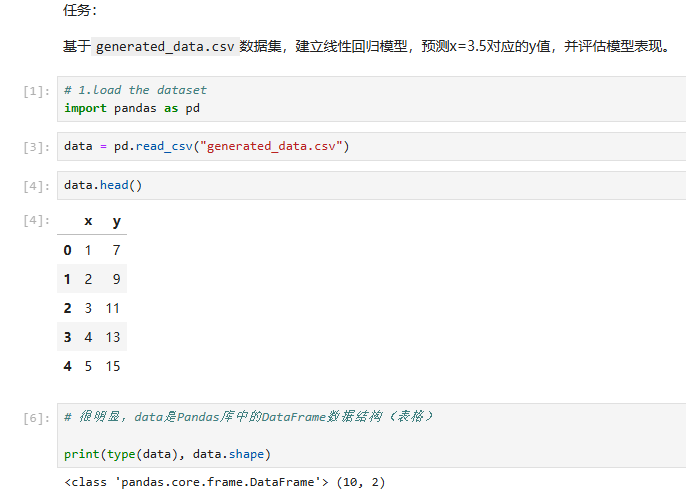 任务：
基于 generated_data.csv 数据集，建立线性回归模型，预测x=3.5对应的y值，并评估模型表现。
[1]: # 1.load the dataset
import pandas as pd
[3]: data = pd.read_csv("generated_data.csv")
[4]: data.head()
[4]: x y
0 1 7
1 2 9
2 3 11
3 4 13
4 5 15
[6]: # 很明显，data是Pandas库中的DataFrame数据结构（表格）
print(type(data), data.shape)
<class 'pandas.core.frame.DataFrame'> (10, 2)